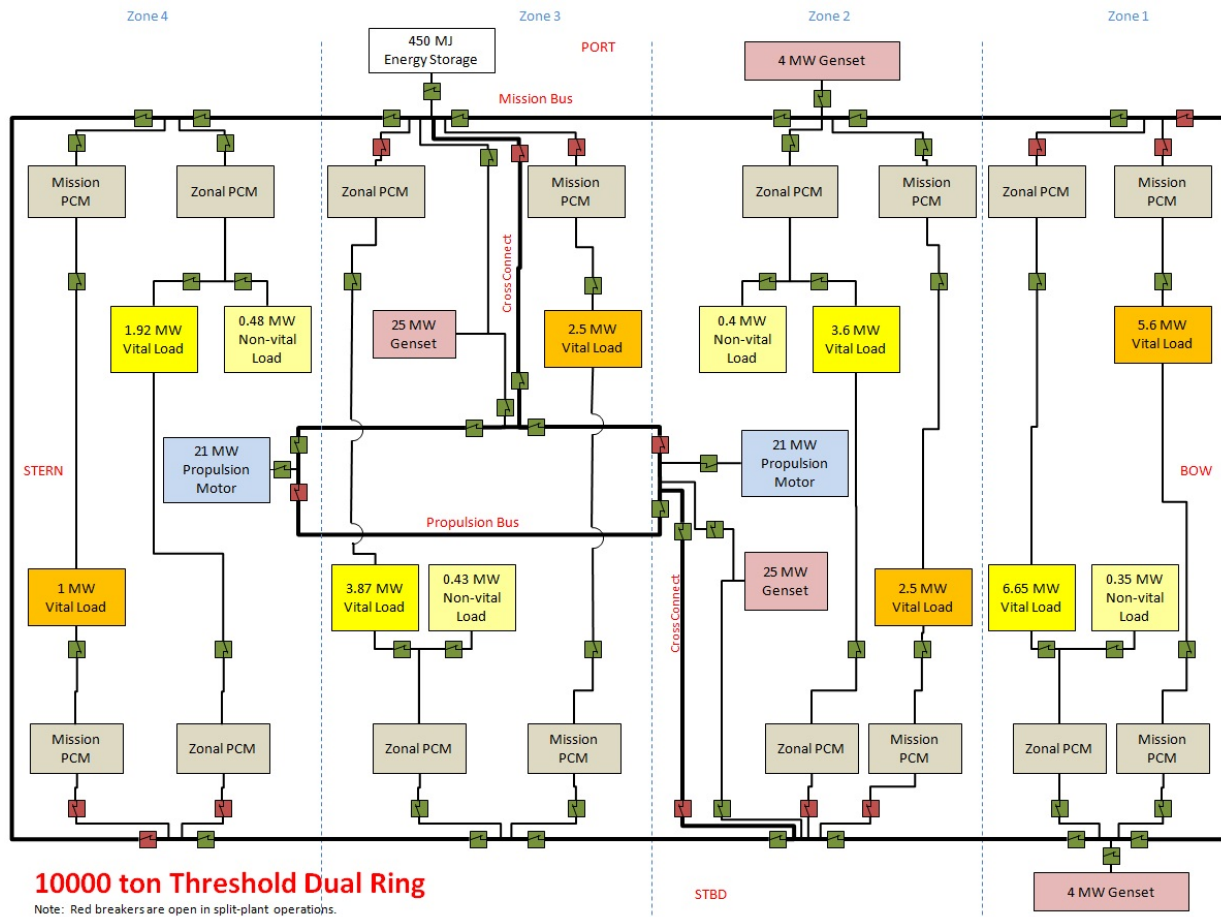 Zone 4
Zone 3
Zone 2
Zone 1
450 MJ
Energy Storage
PORT
4 MW Genset
Mission Bus
Mission
PCM
Zonal PCM
Zonal PCM
Mission
PCM
Zonal PCM
Mission
PCM
Zonal PCM
Mission
PCM
Cross Connect
1.92 MW
Vital Load
0.48 MW
Non-vital
Load
25 MW
Genset
2.5 MW
Vital Load
0.4 MW
Non-vital
Load
3.6 MW
Vital Load
5.6 MW
Vital Load
STERN
21 MW
Propulsion
Motor
21 MW
Propulsion
Motor
BOW
Propulsion Bus
1 MW
Vital Load
3.87 MW
Vital Load
0.43 MW
Non-vital
Load
Cross Connect
25 MW
Genset
2.5 MW
Vital Load
6.65 MW
Vital Load
0.35 MW
Non-vital
Load
Mission
PCM
Zonal PCM
Zonal PCM
Mission
PCM
Zonal PCM
Mission
PCM
Zonal PCM
Mission
PCM
10000 ton Threshold Dual Ring
Note: Red breakers are open in split-plant operations.
STBD
4 MW Genset